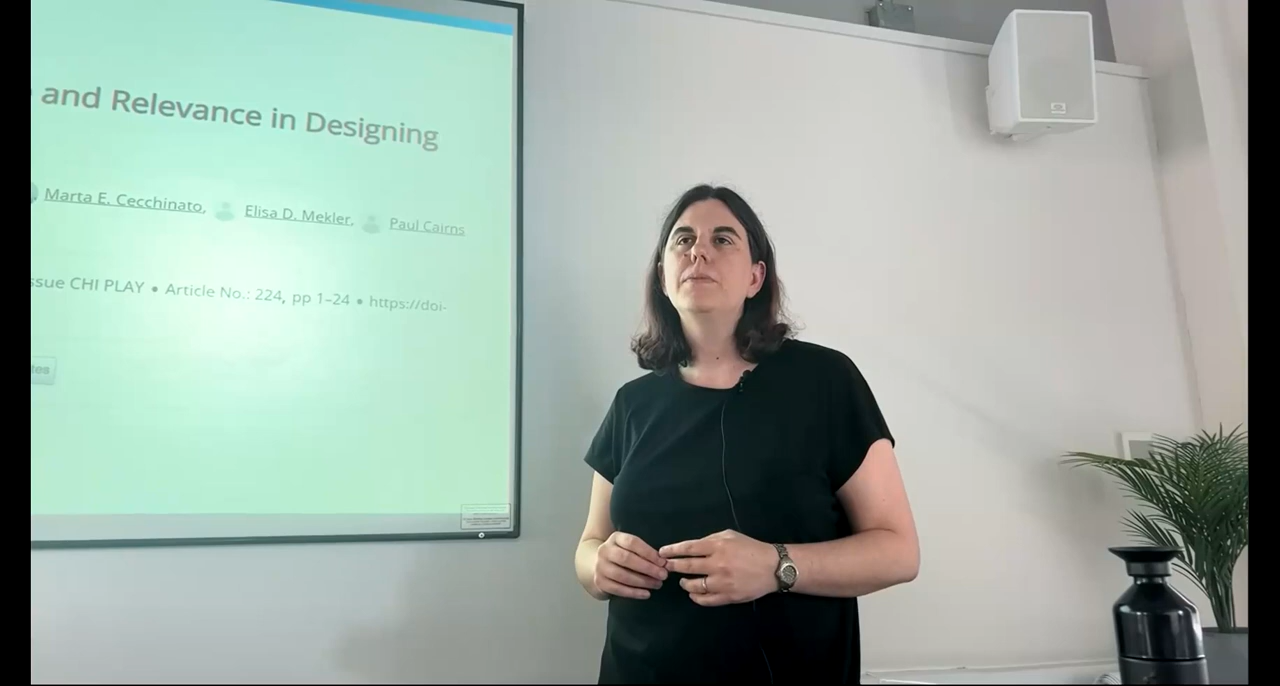 and Relevance in Designing
Marta E. Cecchinato, Elisa D. Mekler, Paul Cairns
ssue CHI PLAY • Article No.: 224, pp 1–24 • https://doi-
tes